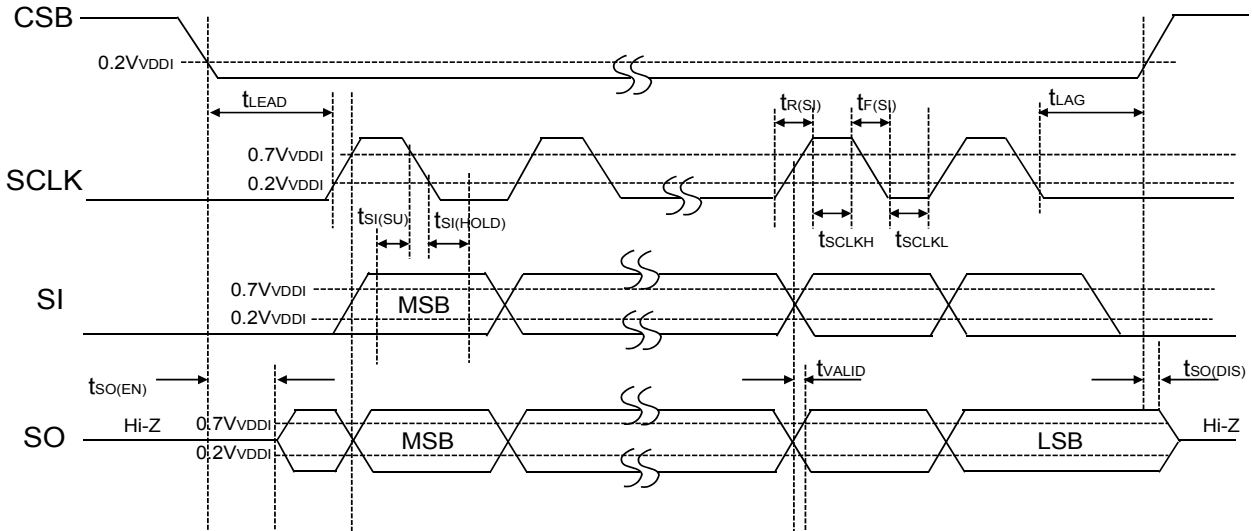 CSB
0.2VVDDI
tLEAD
tR(SI)
tF(SI)
tLAG
0.7VVDDI
SCLK
0.2VVDDI
tSI(SU)
tSI(HOLD)
tSCLKH
tSCLKL
SI
0.7VVDDI
MSB
0.2VVDDI
tSO(EN)
tVALID
tSO(DIS)
Hi-Z
0.7VVDDI
Hi-Z
SO
MSB
LSB
0.2VVDDI